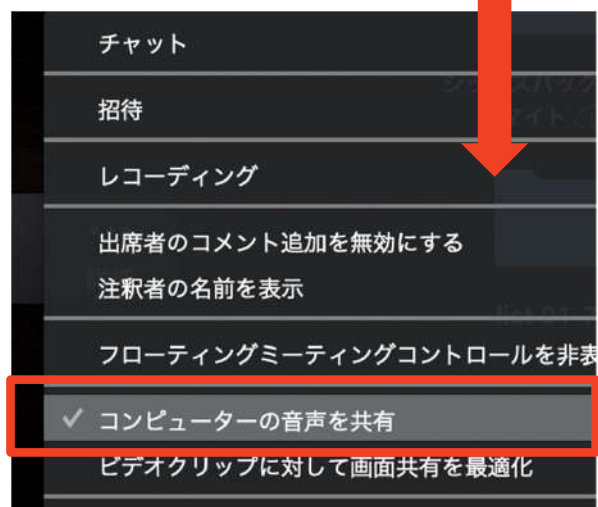 チャット
招待
レコーディング
出席者のコメント追加を無効にする
注釈者の名前を表示
フローティングミーティングコントロールを非表
コンピューターの音声を共有
ビデオクリップに対して画面共有を最適化